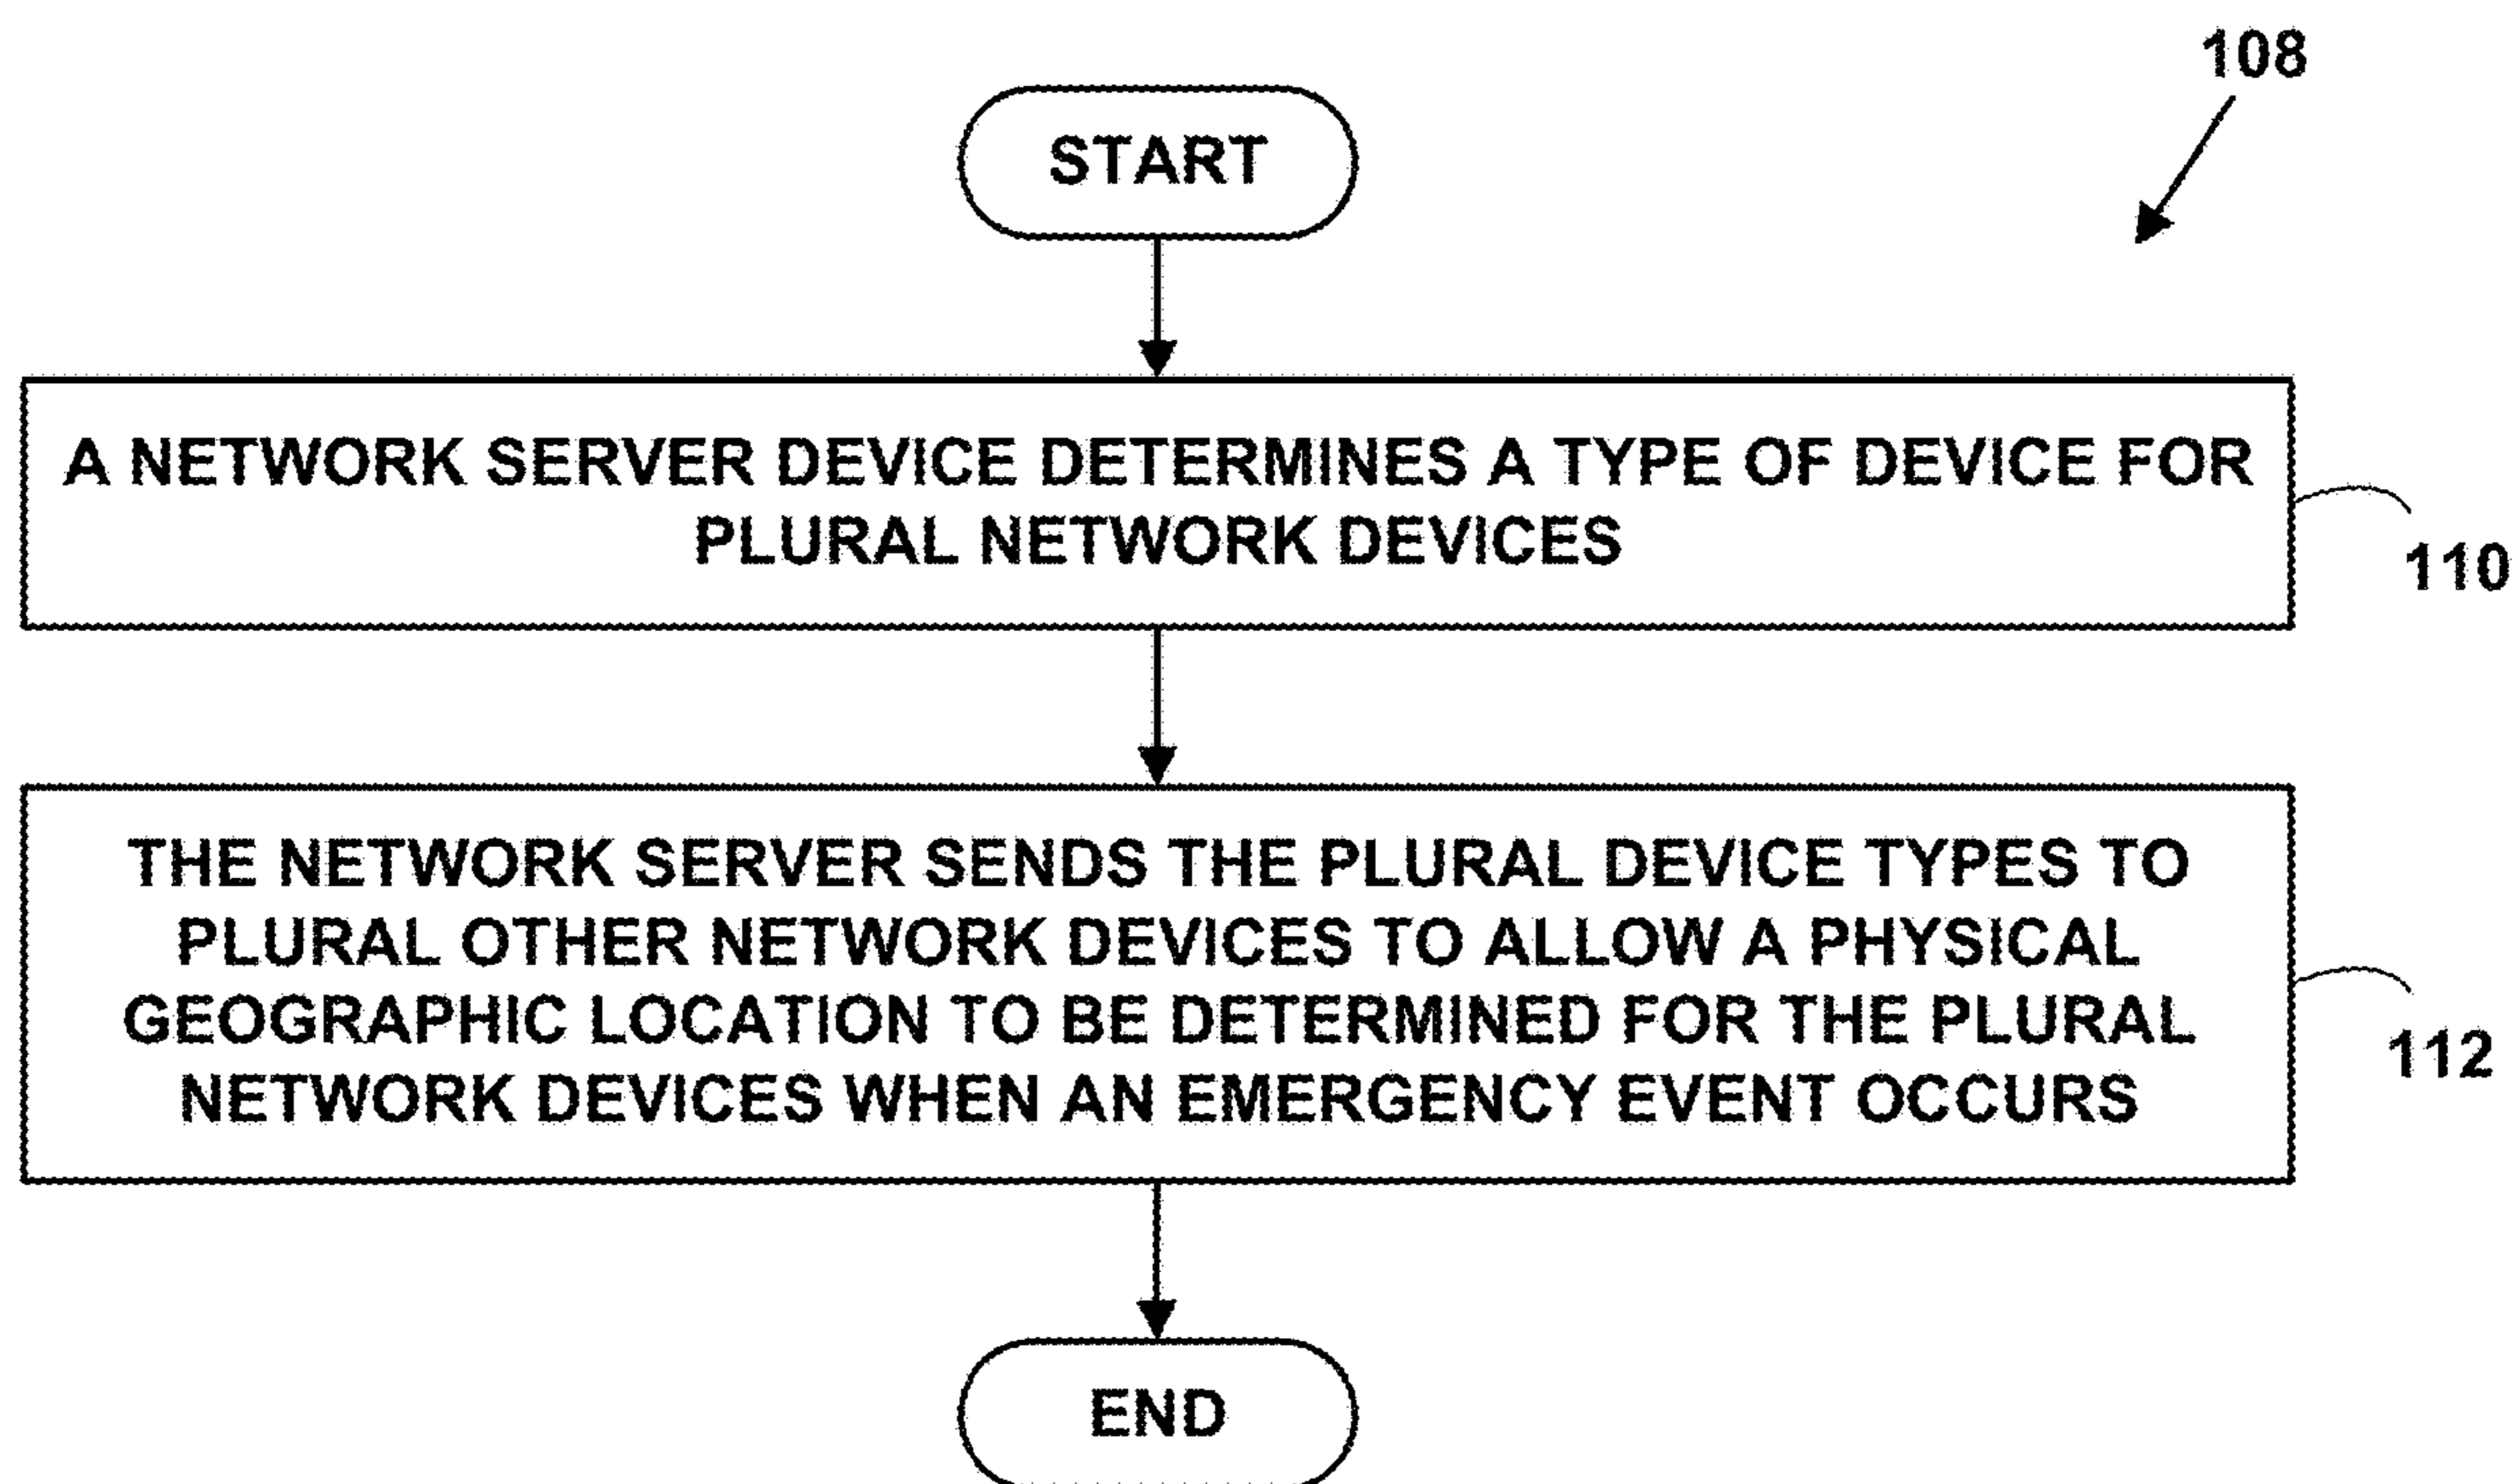 108
START
A NETWORK SERVER DEVICE DETERMINES A TYPE OF DEVICE FOR
PLURAL NETWORK DEVICES
110
THE NETWORK SERVER SENDS THE PLURAL DEVICE TYPES TO
PLURAL OTHER NETWORK DEVICES TO ALLOW A PHYSICAL
GEOGRAPHIC LOCATION TO BE DETERMINED FOR THE PLURAL
NETWORK DEVICES WHEN AN EMERGENCY EVENT OCCURS
112
END